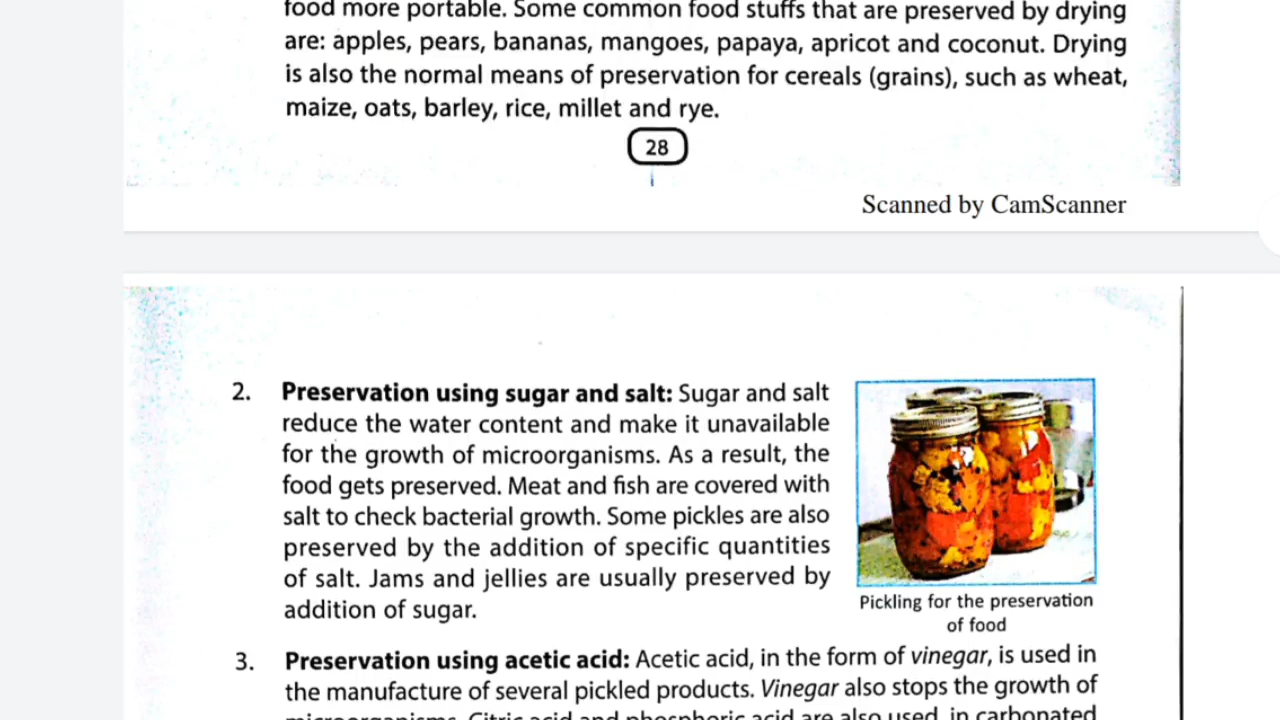 food more portable. Some common food stuffs that are preserved by drying
are: apples, pears, bananas, mangoes, papaya, apricot and coconut. Drying
is also the normal means of preservation for cereals (grains), such as wheat,
maize, oats, barley, rice, millet and rye.
28
Scanned by CamScanner
2. Preservation using sugar and salt: Sugar and salt
reduce the water content and make it unavailable
for the growth of microorganisms. As a result, the
food gets preserved. Meat and fish are covered with
salt to check bacterial growth. Some pickles are also
preserved by the addition of specific quantities
of salt. Jams and jellies are usually preserved by
addition of sugar.
Pickling for the preservation
of food
3. Preservation using acetic acid: Acetic acid, in the form of vinegar, is used in
the manufacture of several pickled products. Vinegar also stops the growth of
microorganisms. Citric acid and phosphoric acid are also used in carbonated